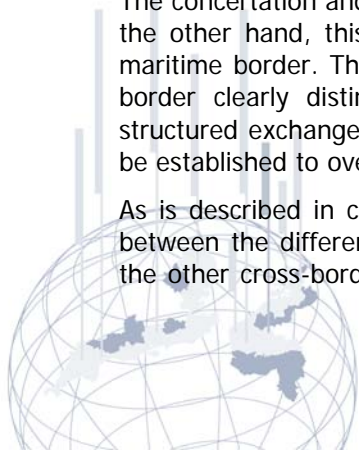 The concertation and
the other hand, this
maritime border. Th
border clearly distin
structured exchange
be established to ove
As is described in c
between the differen
the other cross-bord